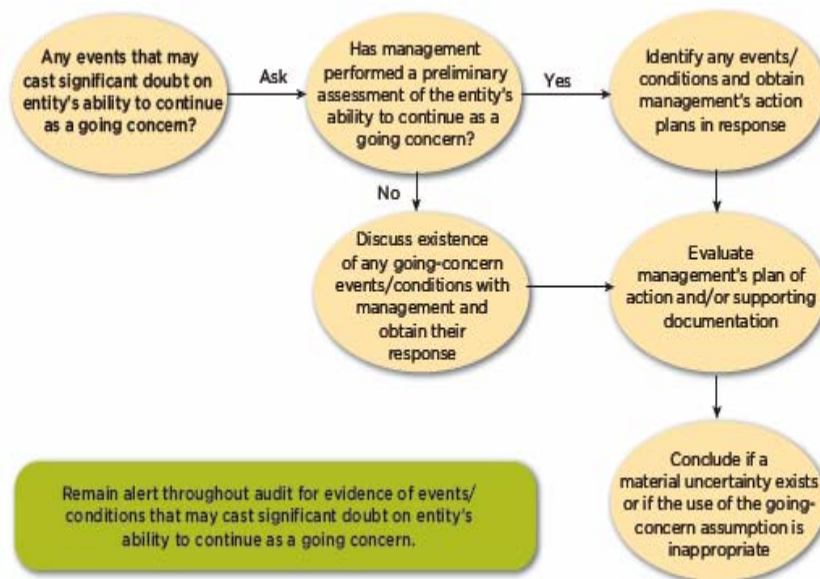 Any events that may
cast significant doubt on
entity's ability to continue
as a going concern?
Ask
Has management
performed a preliminary
assessment of the entity's
ability to continue as
a going concern?
Yes
Identify any events/
conditions and obtain
management's action
plans in response
No
Discuss existence
of any going-concern
events/conditions with
management and
obtain their
response
Evaluate
management's plan of
action and/or supporting
documentation
Conclude if a
material uncertainty exists
or if the use of the going-
concern assumption is
inappropriate
Remain alert throughout audit for evidence of events/
conditions that may cast significant doubt on entity's
ability to continue as a going concern.